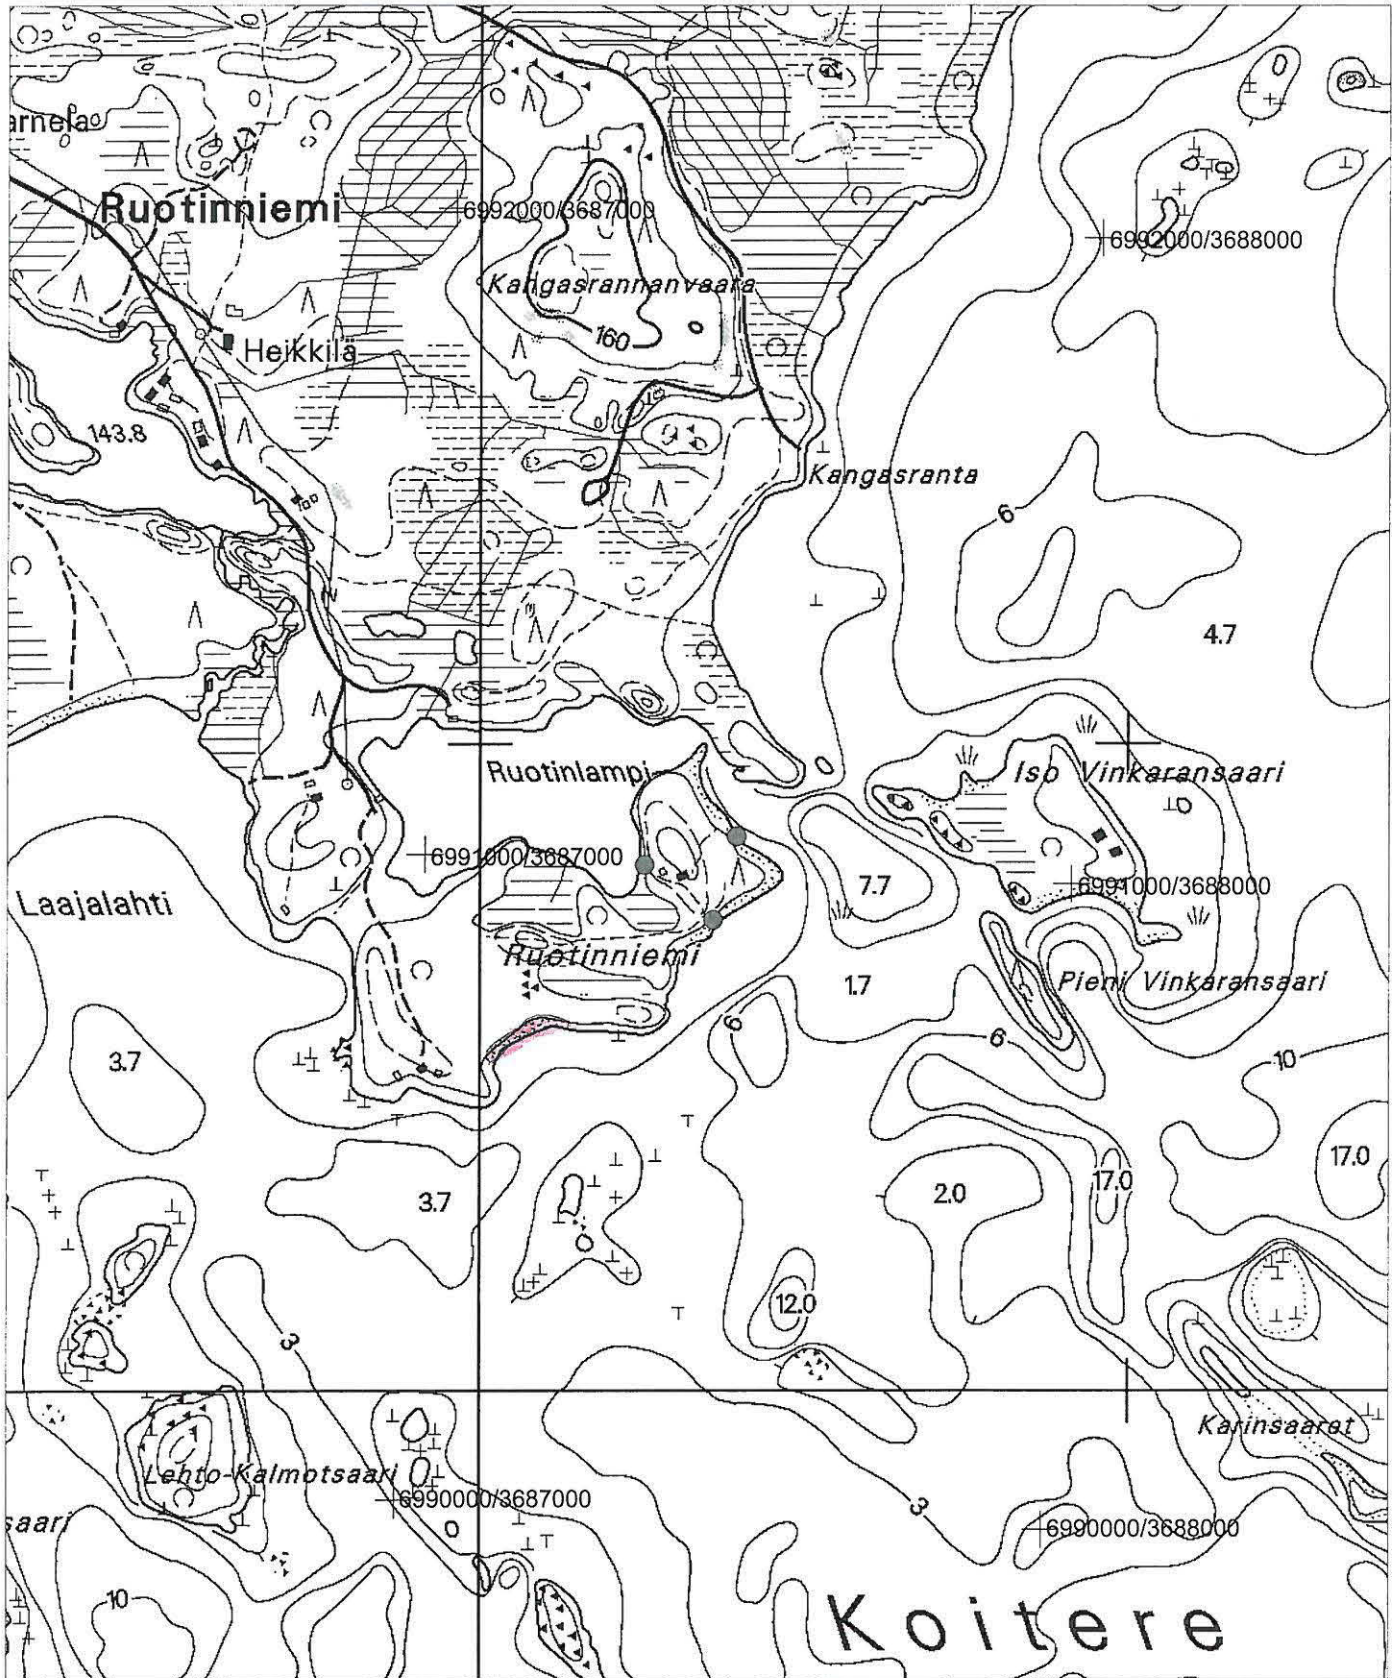 Ruotinniemi
6992000/3687000
6992000/3688000
Kangasrannanvaara
160
Heikkilä
143.8
Kangasranta
6
4.7
Ruotinlampi
Iso Vinkaransaari
6991000/3687000
7.7
6991000/3688000
Laajalahti
Ruotinniemi
1.7
Pieni Vinkaransaari
6
6
3.7
10
17.0
3.7
2.0
17.0
12.0
3
Karinsaaret
Lehto-Kalmotsaari
6990000/3687000
3
6990000/3688000
saari
10
Koitere